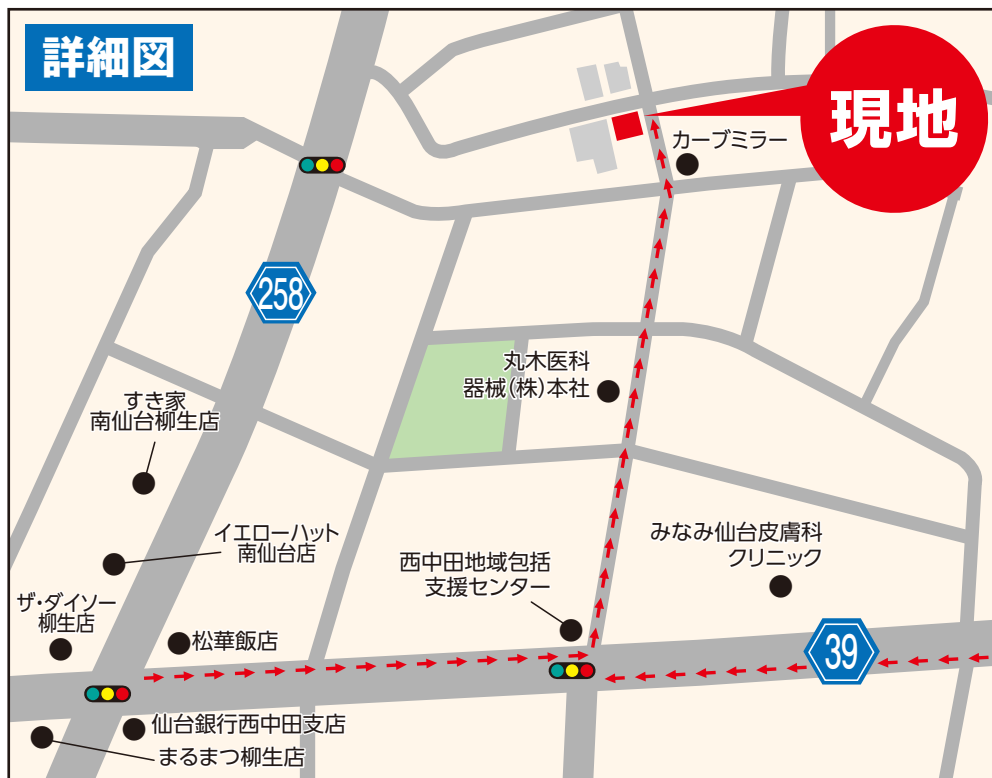 詳細図
現地
カーブミラー
258
丸木医科
器械(株)本社
すき家
南仙台柳生店
イエローハット
南仙台店
みなみ仙台皮膚科
クリニック
西中田地域包括
支援センター
ザ・ダイソー
柳生店
松華飯店
39
仙台銀行西中田支店
まるまつ柳生店